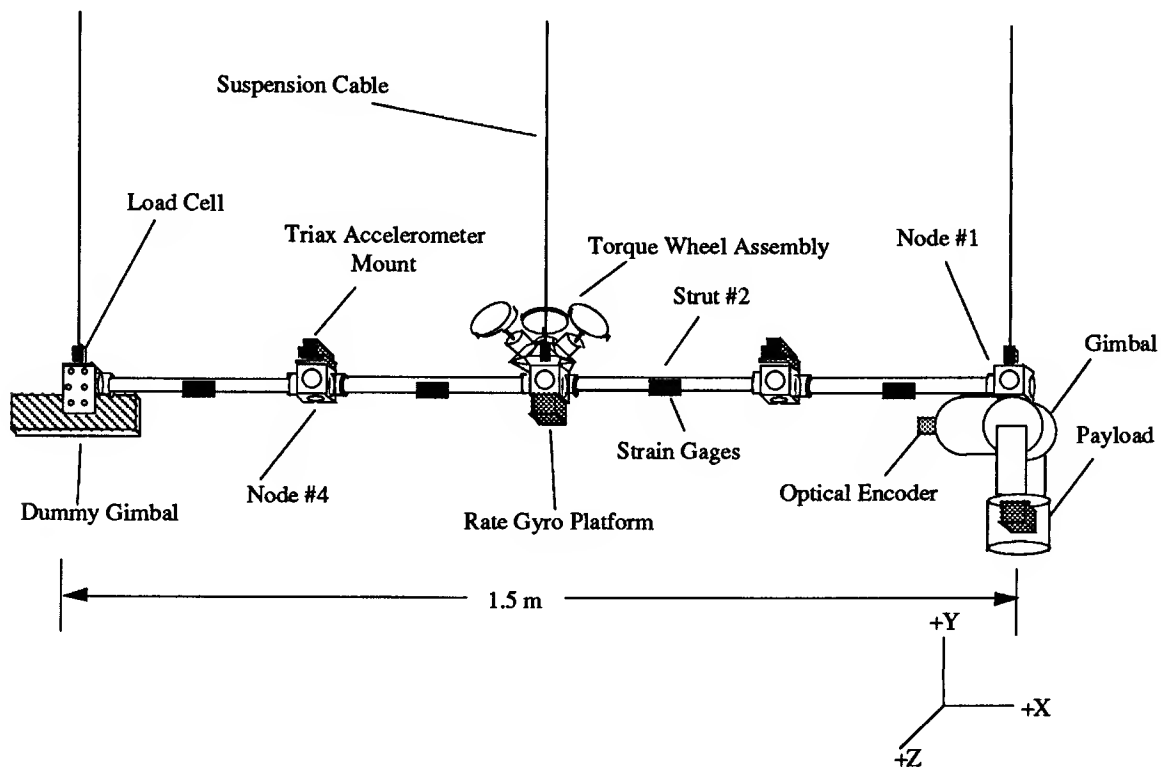 Suspension Cable
Load Cell
Triax Accelerometer
Mount
Torque Wheel Assembly
Node #1
Strut #2
Gimbal
Payload
Strain Gages
Optical Encoder
Node #4
Dummy Gimbal
Rate Gyro Platform
1.5 m
+Y
+X
+Z